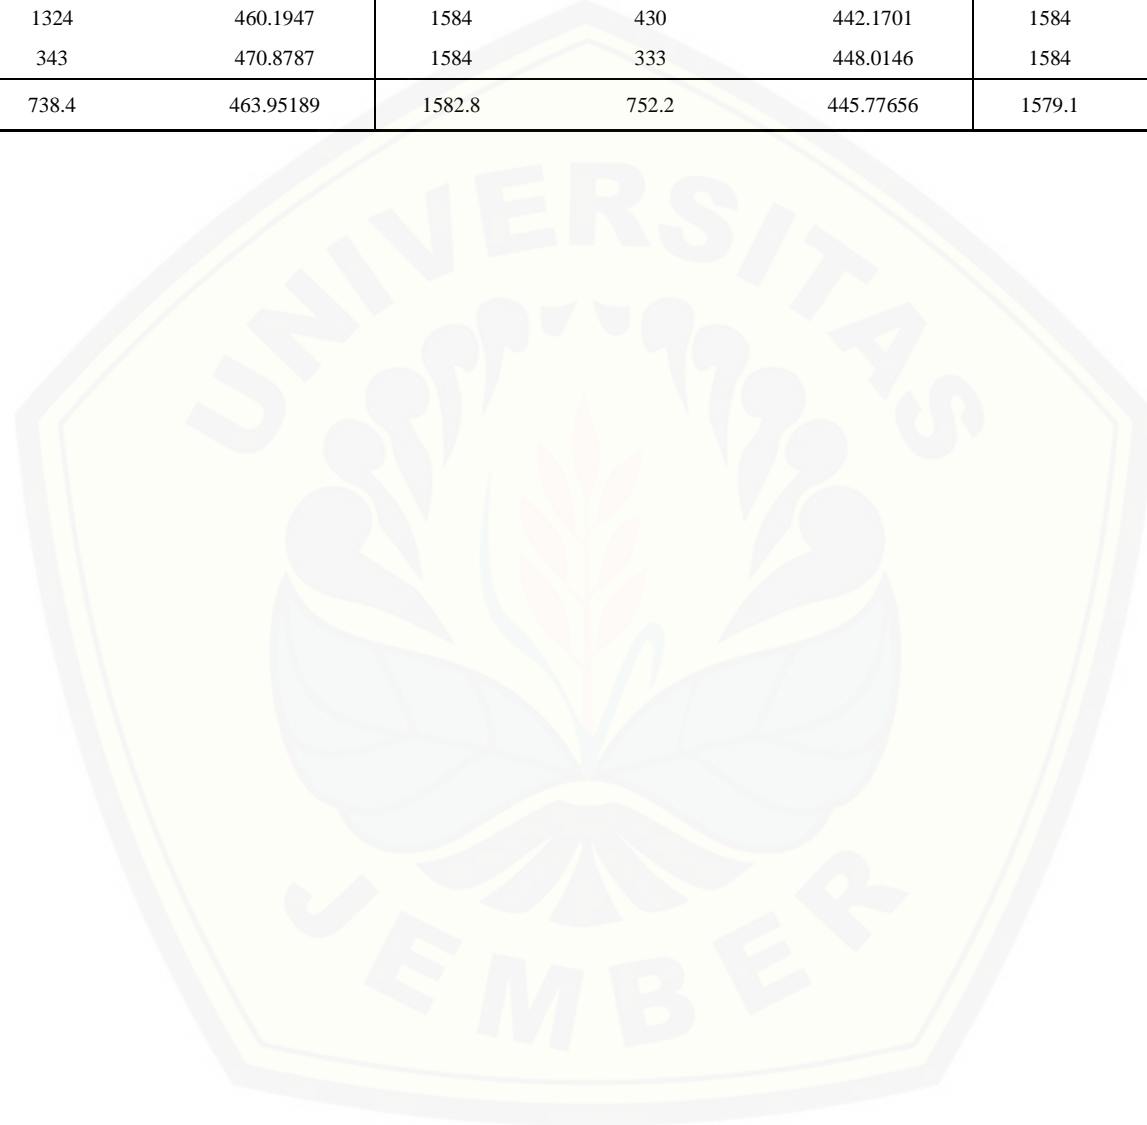 1324 460.1947 1584 430 442.1701 1584
343 470.8787 1584 333 448.0146 1584
738.4 463.95189 1582.8 752.2 445.77656 1579.1
UNIVERSITAS
JEMBER